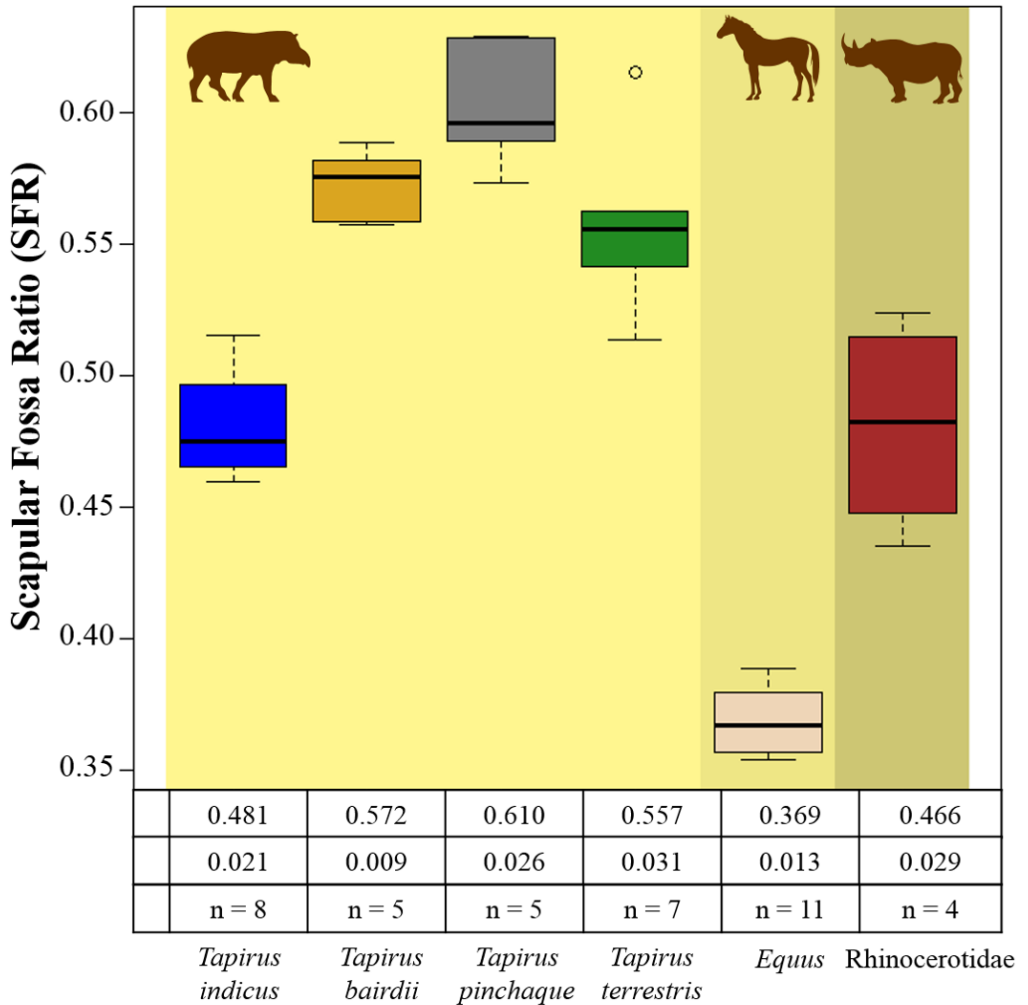 Scapular Fossa Ratio (SFR)
0.60
0.55
0.50
0.45
0.40
0.35
0.481 0.572 0.610 0.557 0.369 0.466
0.021 0.009 0.026 0.031 0.013 0.029
n = 8 n = 5 n = 5 n = 7 n = 11 n = 4
Tapirus indicus
Tapirus bairdii
Tapirus pinchaque
Tapirus terrestris
Equus
Rhinocerotidae